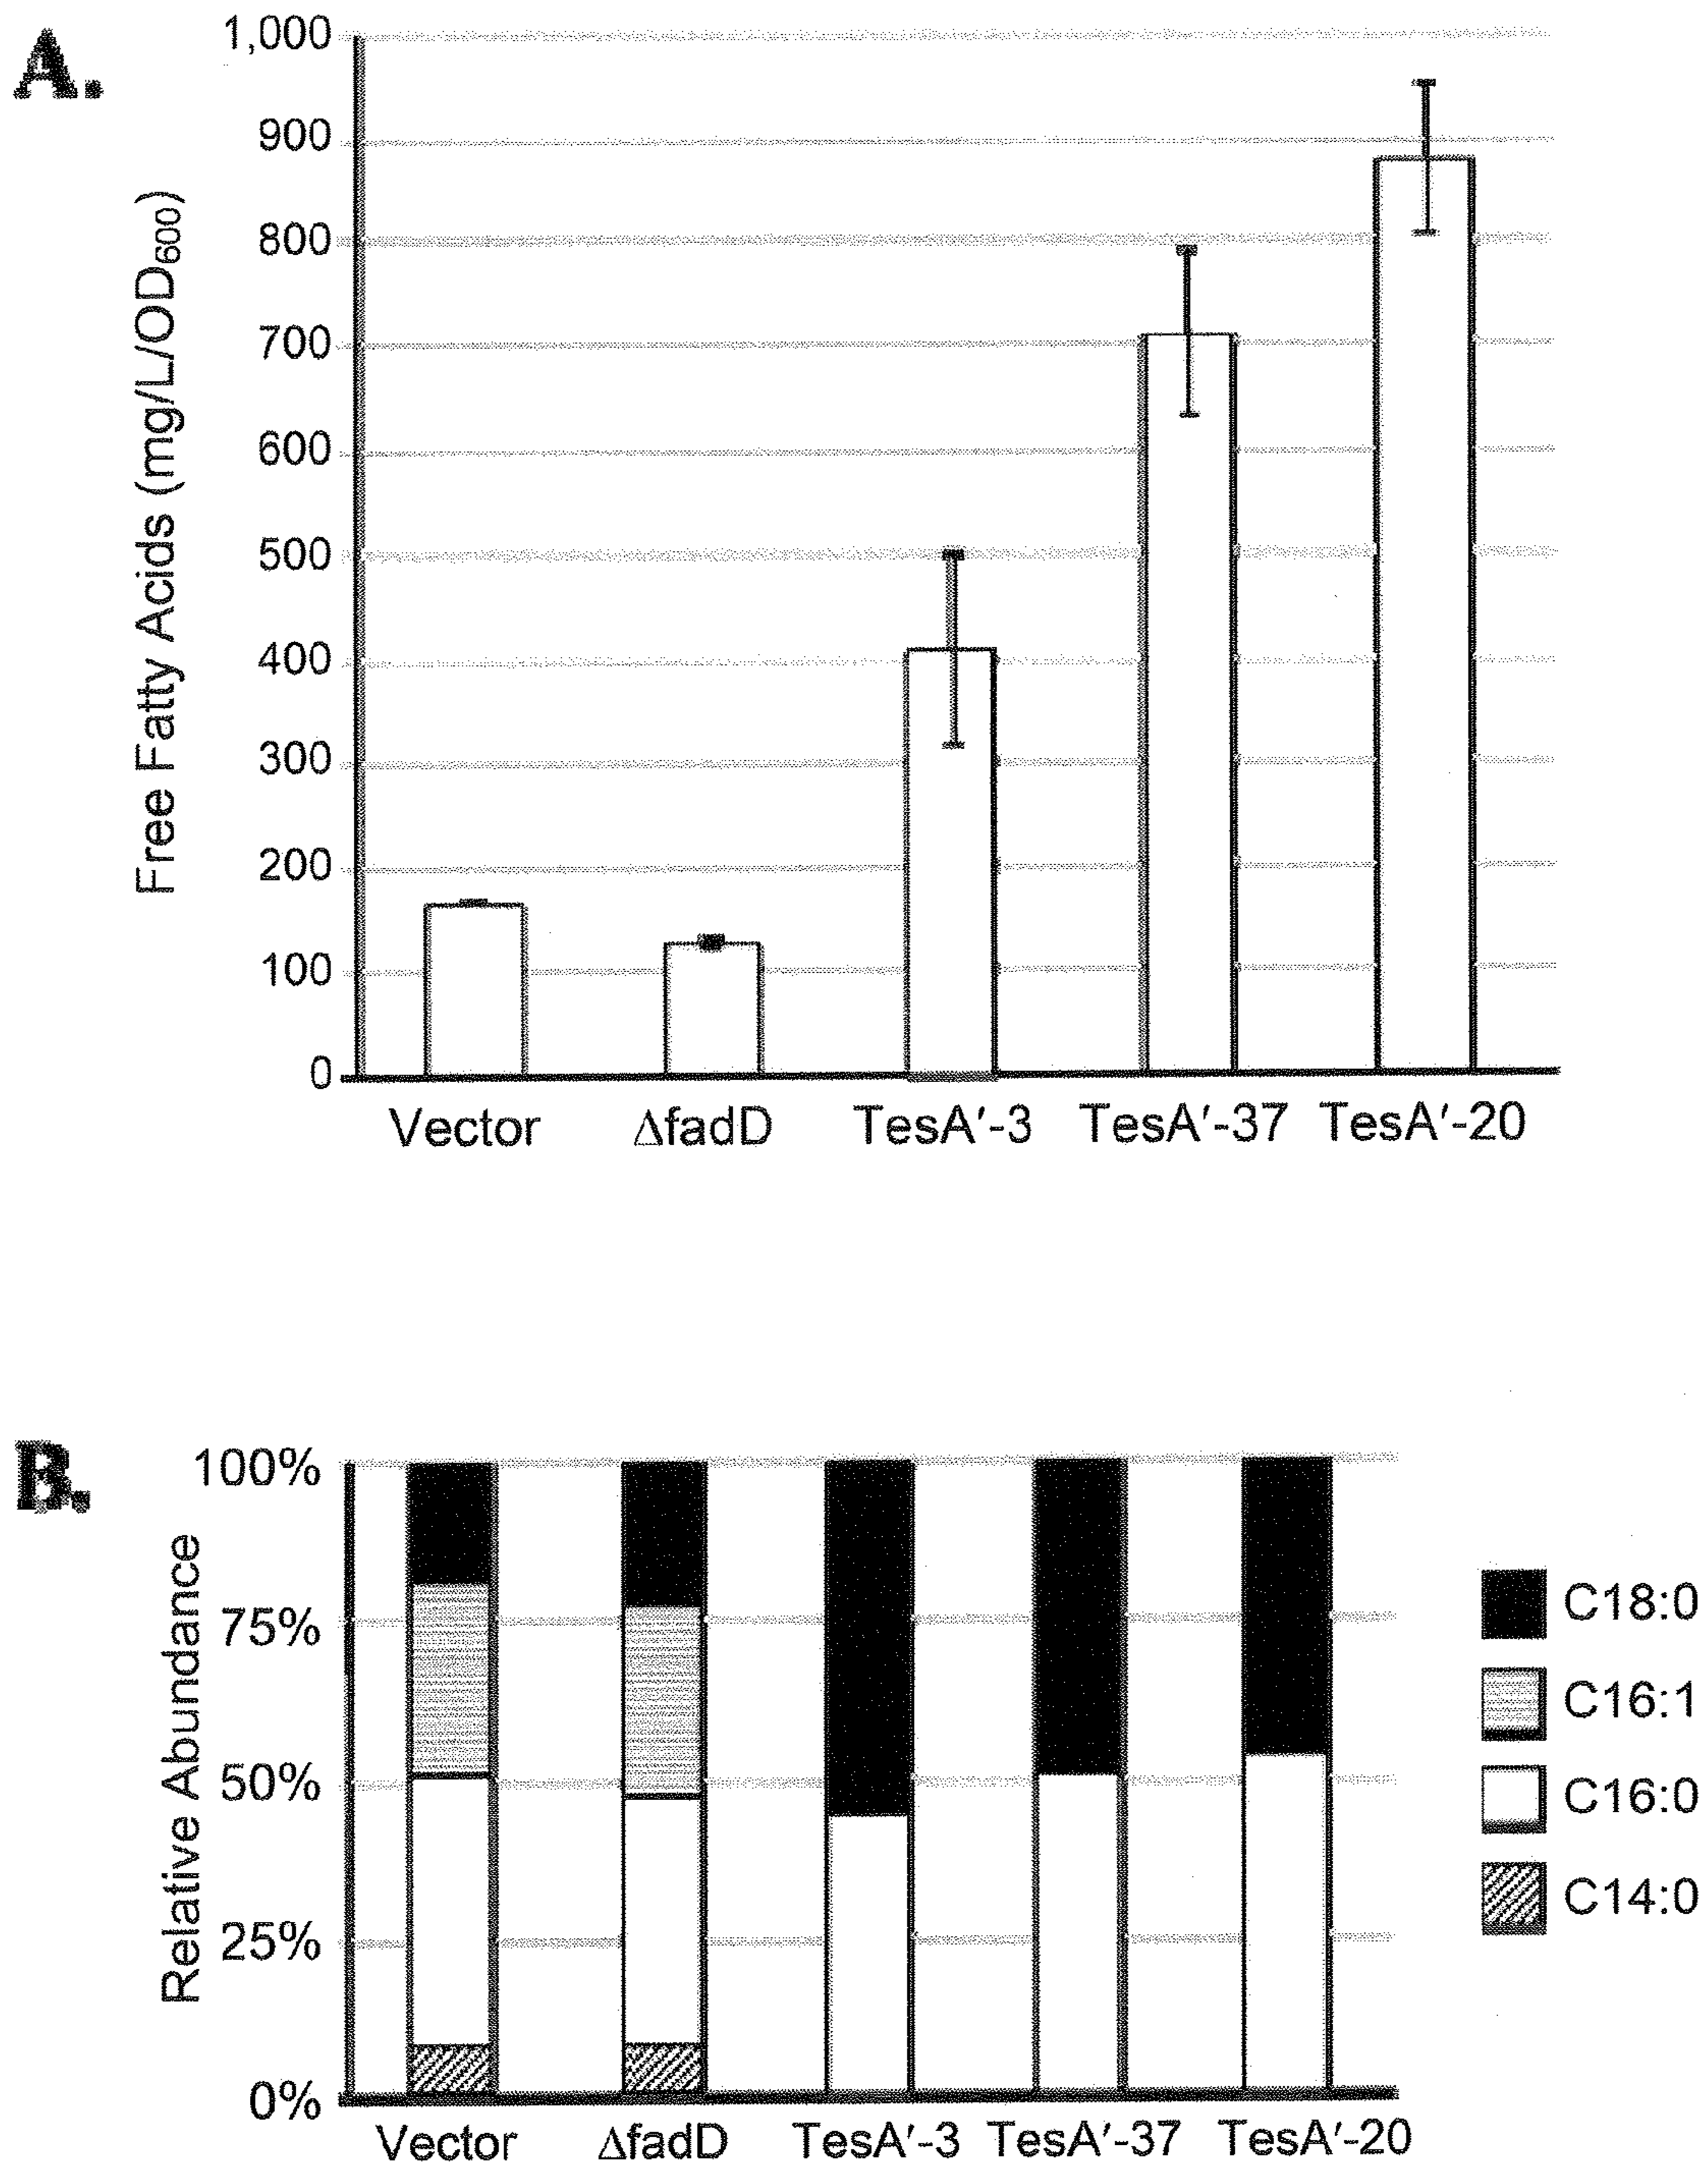 A.
Free Fatty Acids (mg/L/OD600)
1,000
900
800
700
600
500
400
300
200
100
0
Vector ΔfadD TesA′-3 TesA′-37 TesA′-20
B.
Relative Abundance
100%
75%
50%
25%
0%
Vector ΔfadD TesA′-3 TesA′-37 TesA′-20
C18:0
C16:1
C16:0
C14:0